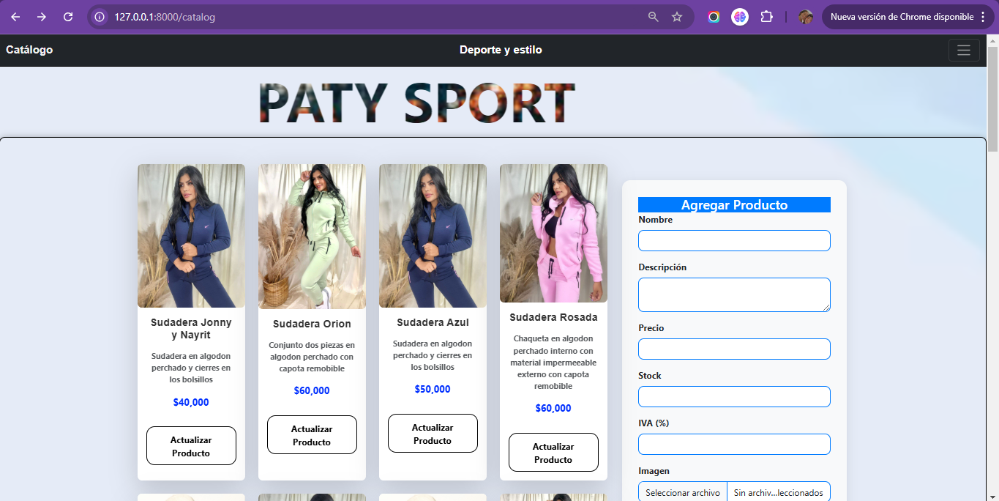 127.0.0.1:8000/catalog
Nueva versión de Chrome disponible
Catálogo
Deporte y estilo
PATY SPORT
Sudadera Jonny
y Nayrit
Sudadera en algodon
perchado y cierres en
los bolsillos
$40,000
Actualizar
Producto
Sudadera Orion
Conjunto dos piezas en
algodon perchado con
capota remobible
$60,000
Actualizar
Producto
Sudadera Azul
Sudadera en algodon
perchado y cierres en
los bolsillos
$50,000
Actualizar
Producto
Sudadera Rosada
Chaqueta en algodon
perchado interno con
material impermeeable
externo con capota
remobible
$60,000
Actualizar
Producto
Agregar Producto
Nombre
Descripción
Precio
Stock
IVA (%)
Imagen
Seleccionar archivo
Sin archiv...leccionados